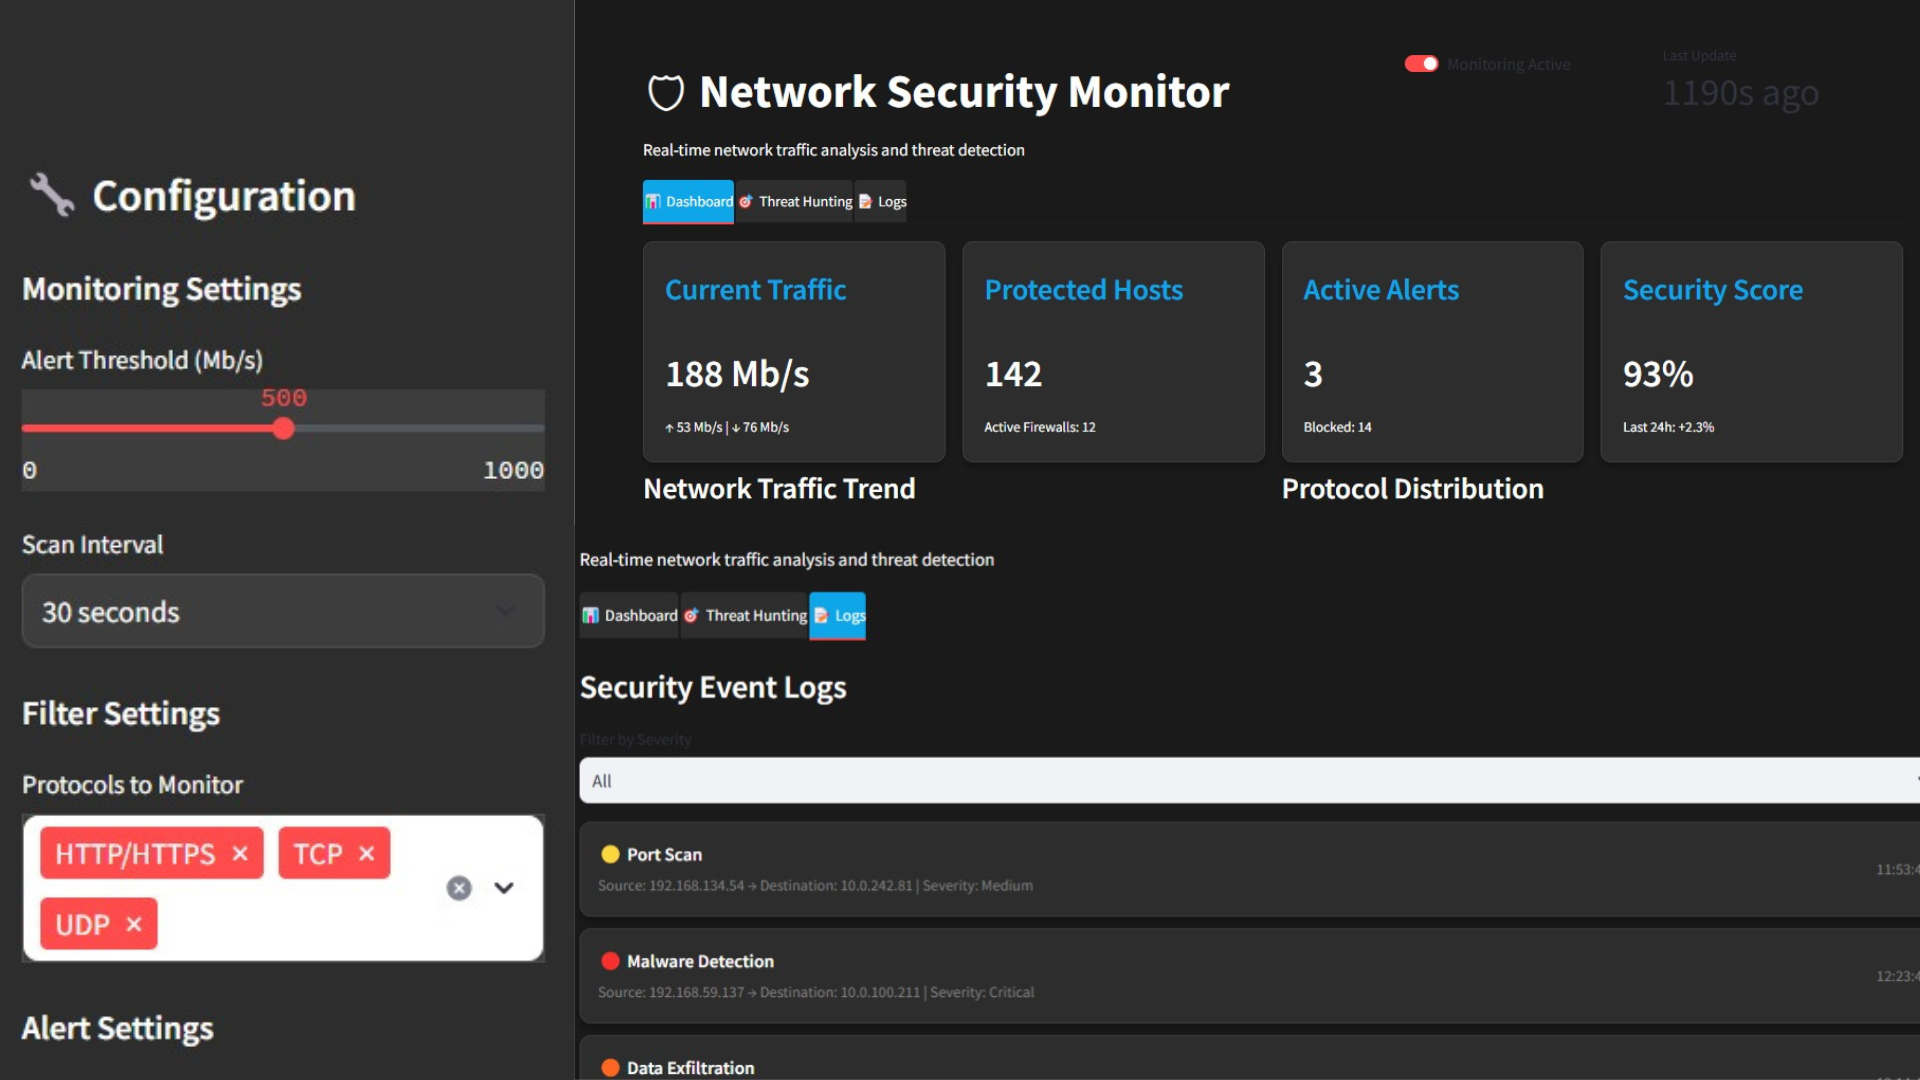 Configuration
Monitoring Settings
Alert Threshold (Mb/s)
500
0 1000
Scan Interval
30 seconds
Filter Settings
Protocols to Monitor
HTTP/HTTPS × TCP ×
UDP ×
Alert Settings
Network Security Monitor
Monitoring Active
Last Update
1190s ago
Real-time network traffic analysis and threat detection
Dashboard Threat Hunting Logs
Current Traffic
188 Mb/s
↑ 53 Mb/s | ↓ 76 Mb/s
Protected Hosts
142
Active Firewalls: 12
Active Alerts
3
Blocked: 14
Security Score
93%
Last 24h: +2.3%
Network Traffic Trend
Protocol Distribution
Real-time network traffic analysis and threat detection
Dashboard Threat Hunting Logs
Security Event Logs
Filter by Severity
All
Port Scan
11:53:4
Source: 192.168.134.54 → Destination: 10.0.242.81 | Severity: Medium
Malware Detection
12:23:4
Source: 192.168.59.137 → Destination: 10.0.100.211 | Severity: Critical
Data Exfiltration